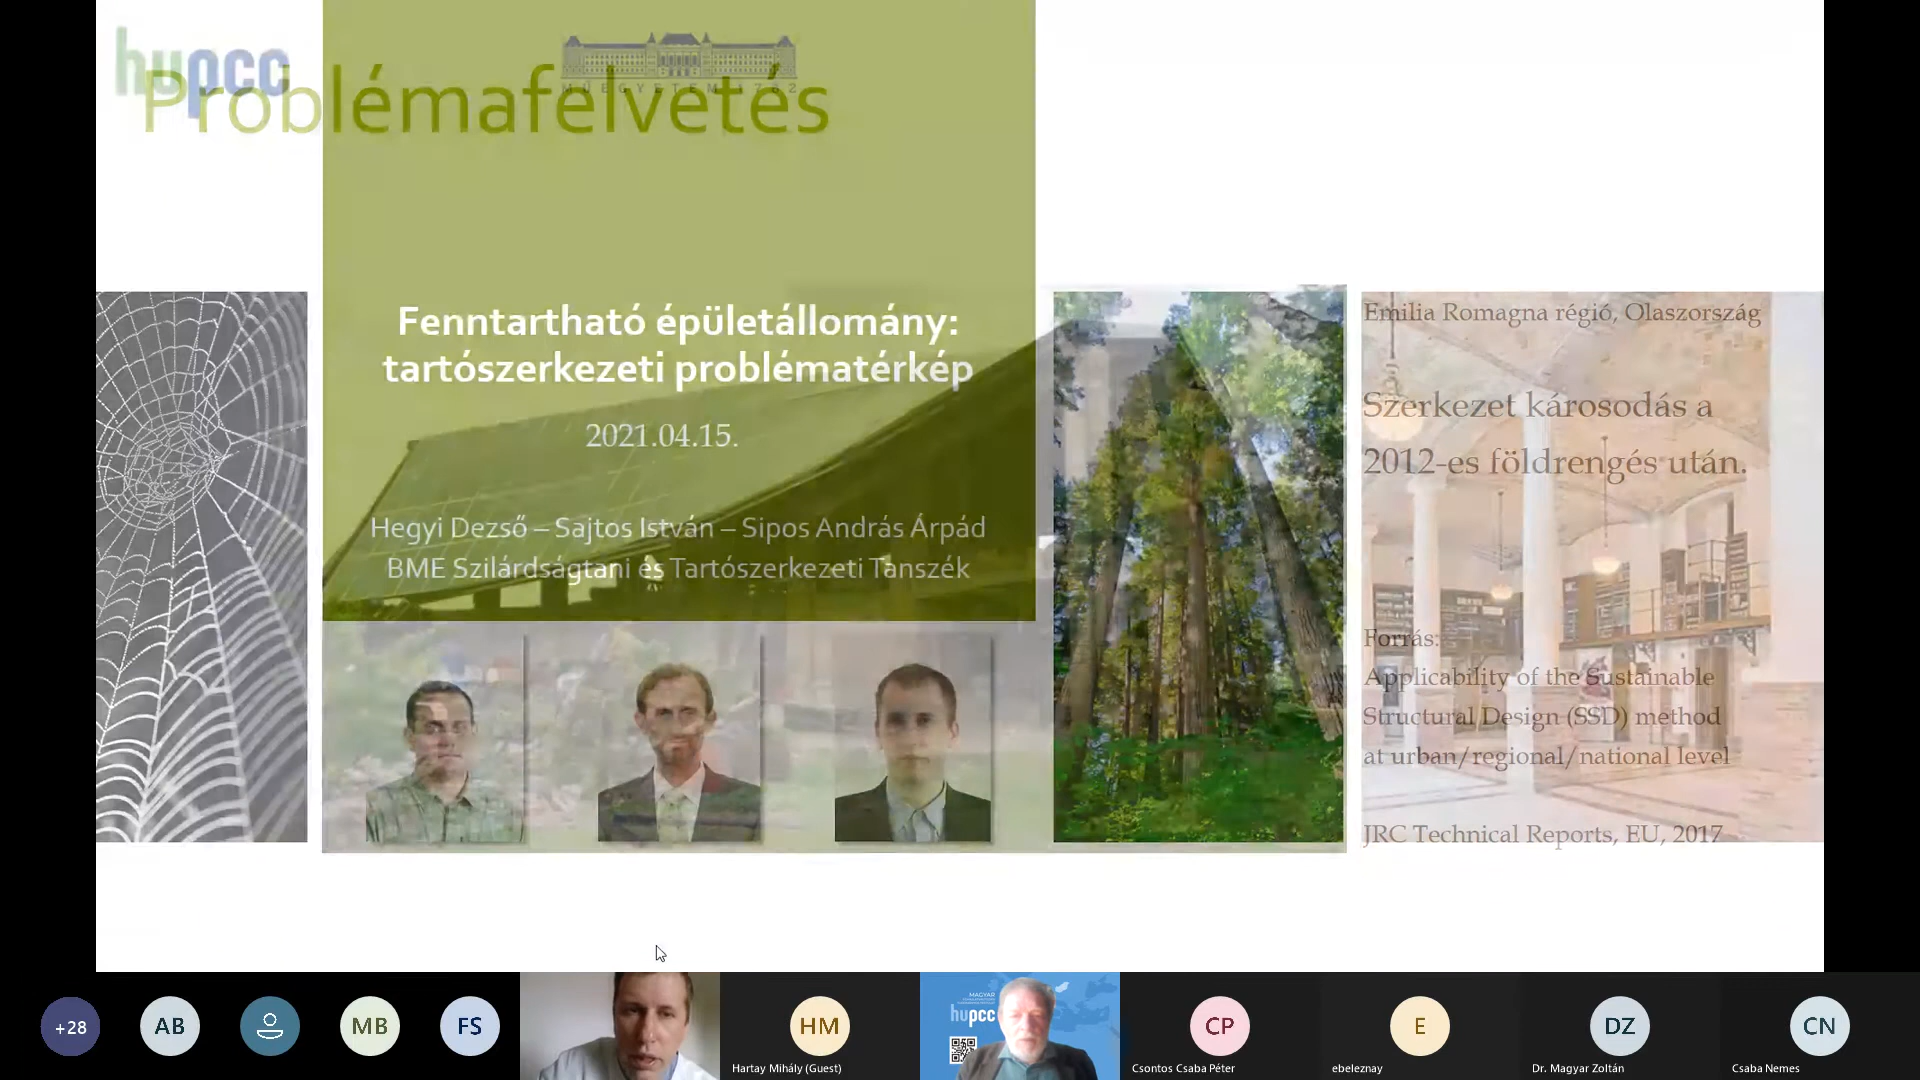 hupcc
MŰEGYETEM 1782
Problémafelvetés
Fenntartható épületállomány:
tartószerkezeti problématérkép
2021.04.15.
Hegyi Dezső – Sajtos István – Sipos András Árpád
BME Szilárdságtani és Tartószerkezeti Tanszék
Emilia Romagna régió, Olaszország
Szerkezet károsodás a
2012-es földrengés után.
Forrás:
Applicability of the Sustainable
Structural Design (SSD) method
at urban/regional/national level
JRC Technical Reports, EU, 2017
+28
AB
MB
FS
HM
Hartay Mihály (Guest)
MAGYAR
hupcc
CP
Csontos Csaba Péter
E
ebeleznay
DZ
Dr. Magyar Zoltán
CN
Csaba Nemes